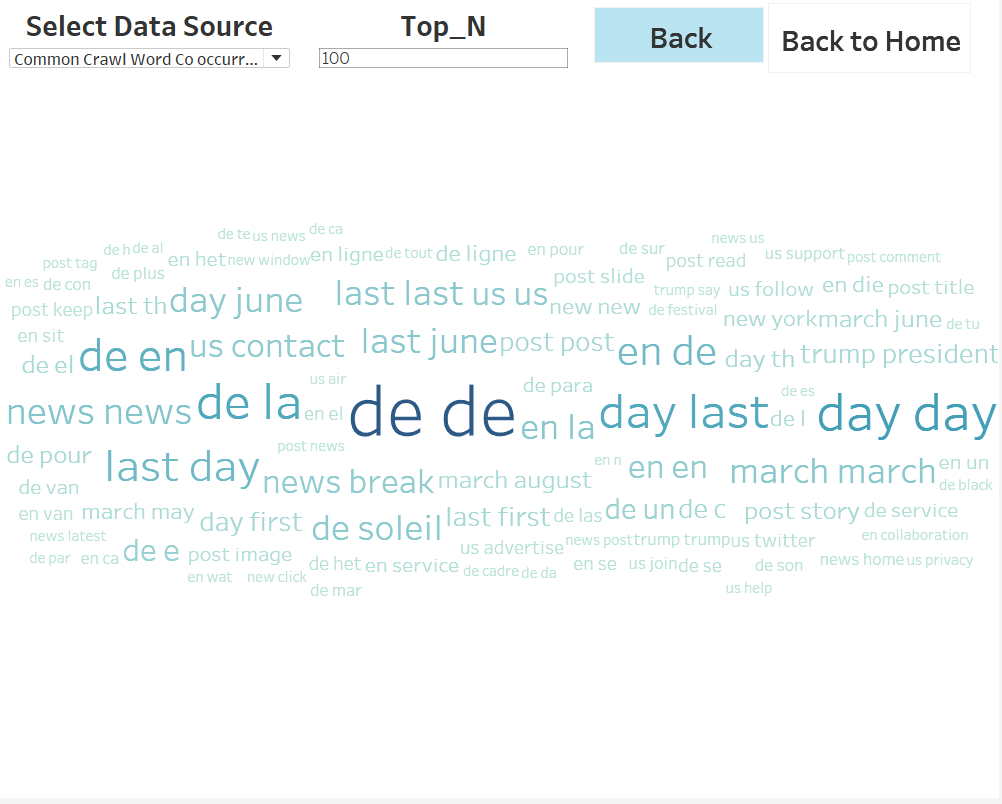 Select Data Source
Top_N
Back
Back to Home
Common Crawl Word Co occurr...
100
de ca
de te us news
news us
de h de al
en ligne de tout de ligne en pour
de sur
us support post comment
en het new window
post read
post tag
de plus
post slide
en es de con
trump say us follow en die post title
day june
last last us us
post keep last th
new new de festival
new york march june de tu
en sit
us contact
last june post post
en de
de el de en
day th trump president
us air
de para
de es
news news de la en el
de de
en la
day last de l day day
post news
de pour
last day
en n en en
march march en un
news break march august
de black
de van
en van march may
day first
de soleil last first de las
de un de c post story de service
news latest
en collaboration
us advertise news post trump trump us twitter
de par en ca de e post image
de het en service de cadre de da
en se us join de se
de son
news home us privacy
en wat new click
de mar
us help